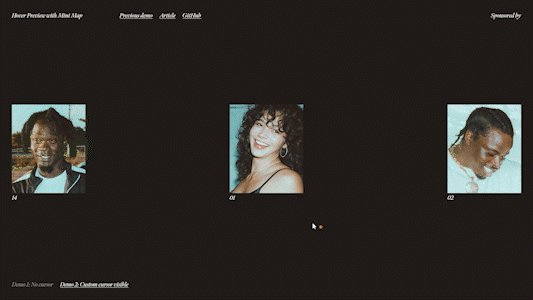 Hover Preview with Mini Map
Previous demo Article GitHub
Sponsored by
14
01
02
Demo 1: No cursor Demo 2: Custom cursor visible